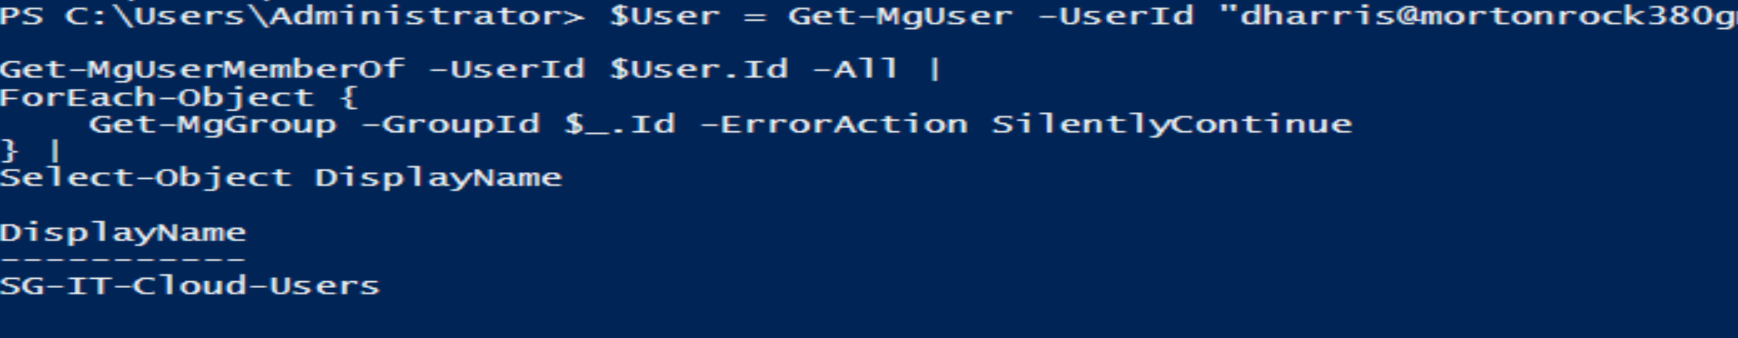 PS C:\Users\Administrator> $User = Get-MgUser -UserId "dharris@mortonrock380g
Get-MgUserMemberOf -UserId $User.Id -All |
ForEach-Object {
    Get-MgGroup -GroupId $_.Id -ErrorAction SilentlyContinue
} |
Select-Object DisplayName
DisplayName
-----------
SG-IT-Cloud-Users